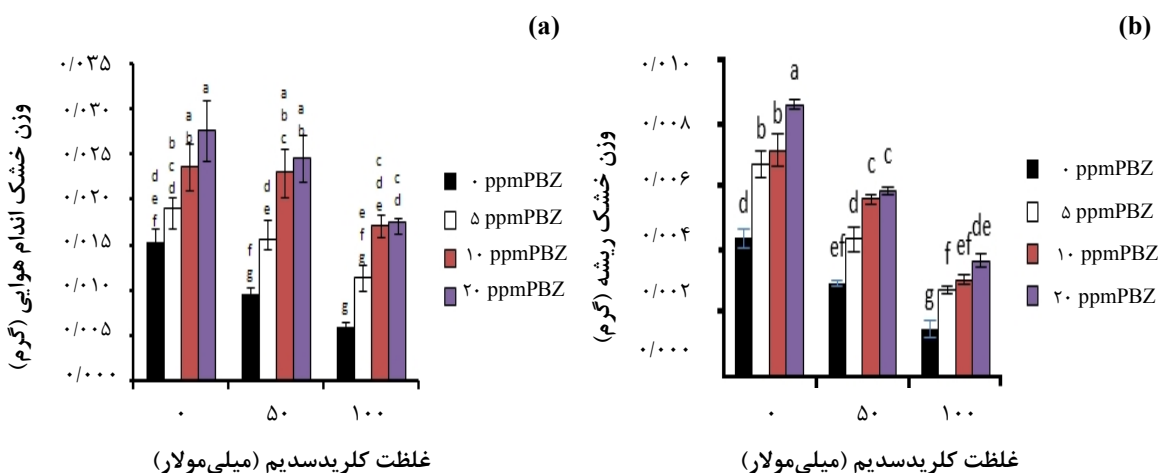 (a)
وزن خشک اندام هوایی (گرم)
۰/۰۳۵
۰/۰۳۰
۰/۰۲۵
۰/۰۲۰
۰/۰۱۵
۰/۰۱۰
۰/۰۰۵
۰/۰۰۰
d
e
f
b
c
d
a
b
a
f
g
d
e
a
b
c
a
b
e
e
f
g
c
d
e
c
d
۰
۵۰
۱۰۰
غلظت کلریدسدیم (میلی‌مولار)
۰ ppmPBZ
۵ ppmPBZ
۱۰ ppmPBZ
۲۰ ppmPBZ
(b)
وزن خشک ریشه (گرم)
۰/۰۱۰
۰/۰۰۸
۰/۰۰۶
۰/۰۰۴
۰/۰۰۲
۰/۰۰۰
d
b
b
a
ef
d
c
c
g
f
ef
de
۰
۵۰
۱۰۰
غلظت کلریدسدیم (میلی‌مولار)
۰ ppmPBZ
۵ ppmPBZ
۱۰ ppmPBZ
۲۰ ppmPBZ